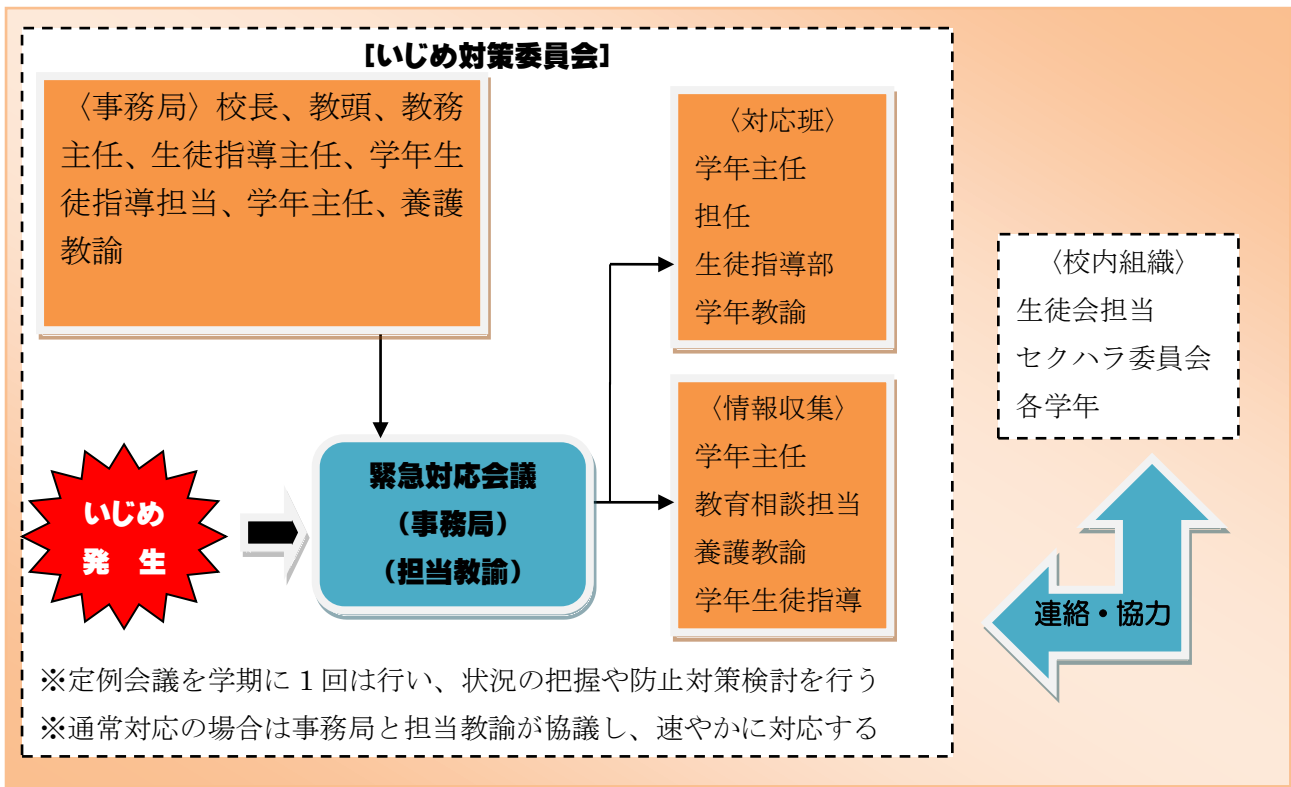 [いじめ対策委員会]
〈事務局〉校長、教頭、教務
主任、生徒指導主任、学年生
徒指導担当、学年主任、養護
教諭
〈対応班〉
学年主任
担任
生徒指導部
学年教諭
〈情報収集〉
学年主任
教育相談担当
養護教諭
学年生徒指導
いじめ
発 生
緊急対応会議
(事務局)
(担当教諭)
※定例会議を学期に1回は行い、状況の把握や防止対策検討を行う
※通常対応の場合は事務局と担当教諭が協議し、速やかに対応する
〈校内組織〉
生徒会担当
セクハラ委員会
各学年
連絡・協力